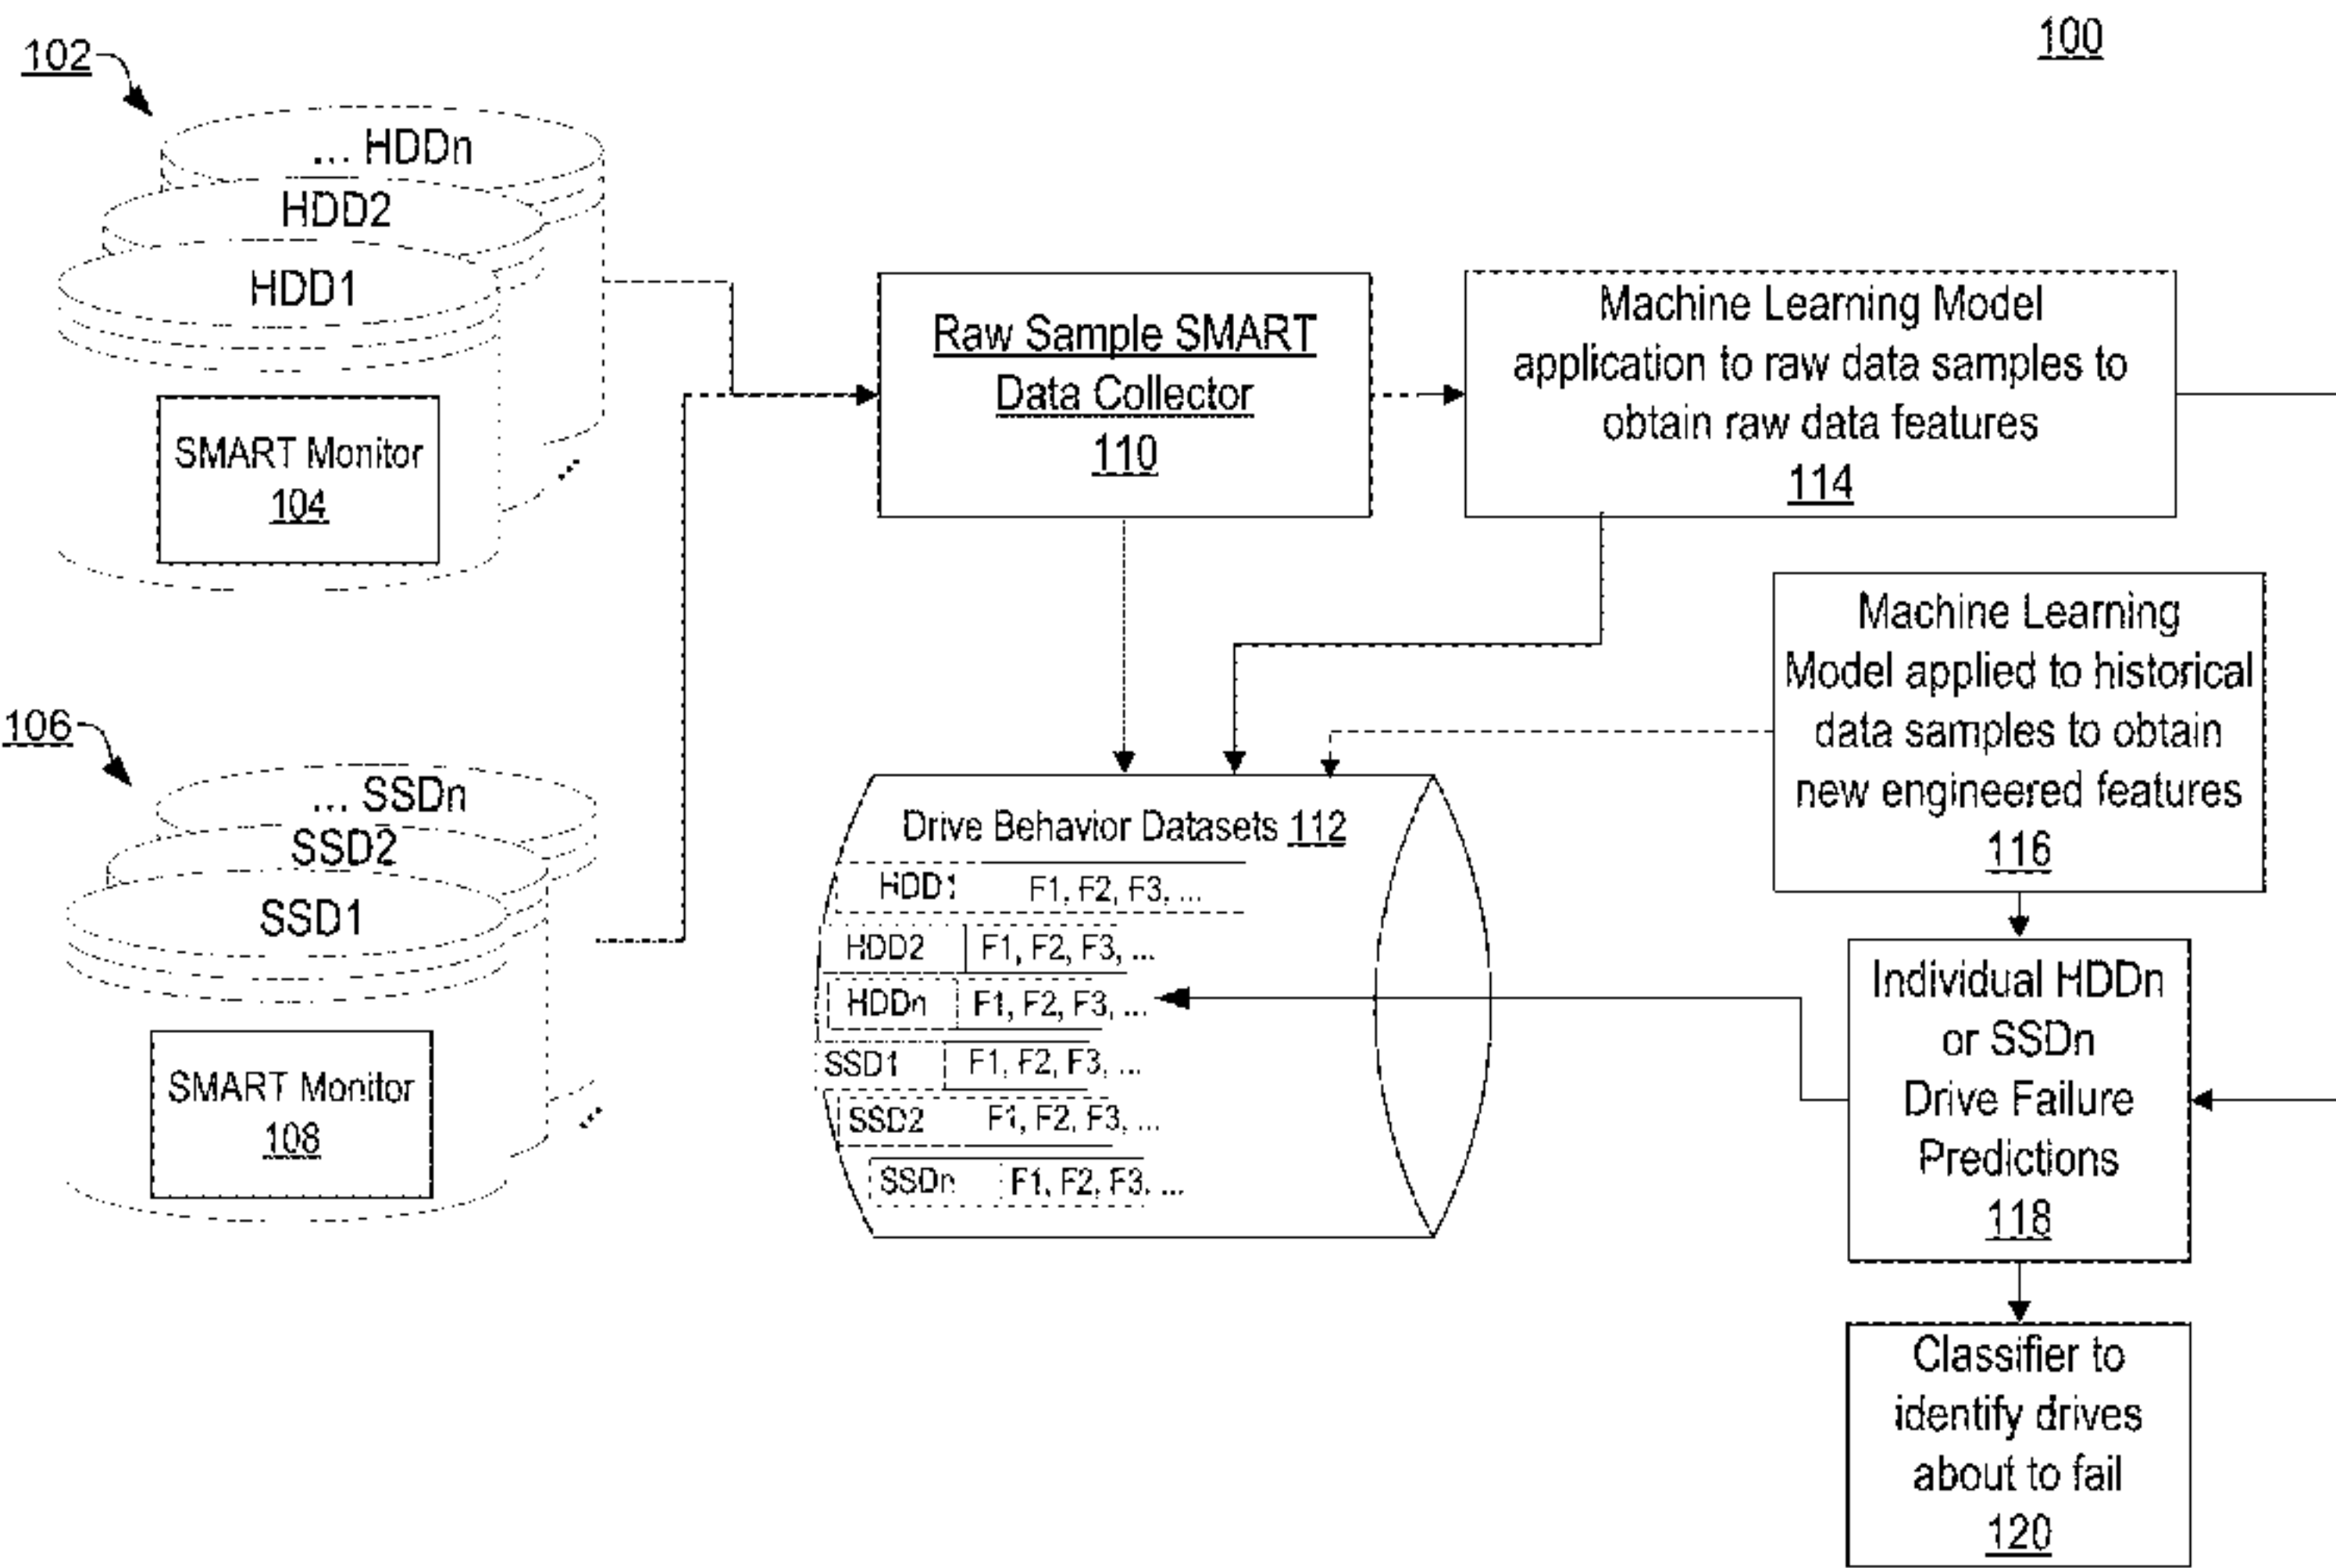 100
102
... HDDn
HDD2
HDD1
SMART Monitor
104
106
... SSDn
SSD2
SSD1
SMART Monitor
108
Raw Sample SMART
Data Collector
110
Machine Learning Model
application to raw data samples to
obtain raw data features
114
Machine Learning
Model applied to historical
data samples to obtain
new engineered features
116
Drive Behavior Datasets 112
HDD1 F1, F2, F3, ...
HDD2 F1, F2, F3, ...
HDDn F1, F2, F3, ...
SSD1 F1, F2, F3, ...
SSD2 F1, F2, F3, ...
SSDn F1, F2, F3, ...
Individual HDDn
or SSDn
Drive Failure
Predictions
118
Classifier to
identify drives
about to fail
120